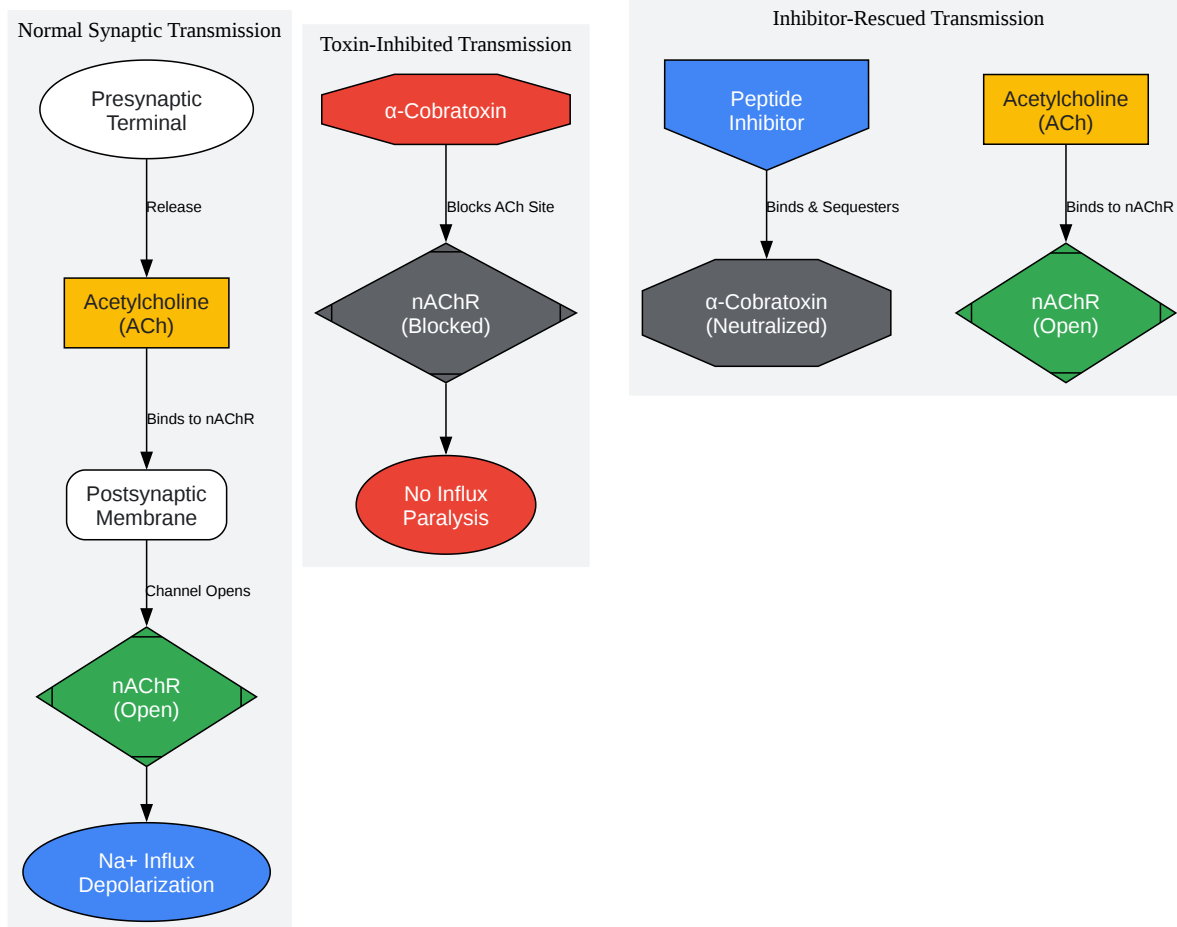 Normal Synaptic Transmission
Presynaptic
Terminal
Release
Acetylcholine
(ACh)
Binds to nAChR
Postsynaptic
Membrane
Channel Opens
nAChR
(Open)
Na+ Influx
Depolarization
Toxin-Inhibited Transmission
α-Cobratoxin
Blocks ACh Site
nAChR
(Blocked)
No Influx
Paralysis
Inhibitor-Rescued Transmission
Peptide
Inhibitor
Binds & Sequesters
α-Cobratoxin
(Neutralized)
Acetylcholine
(ACh)
Binds to nAChR
nAChR
(Open)